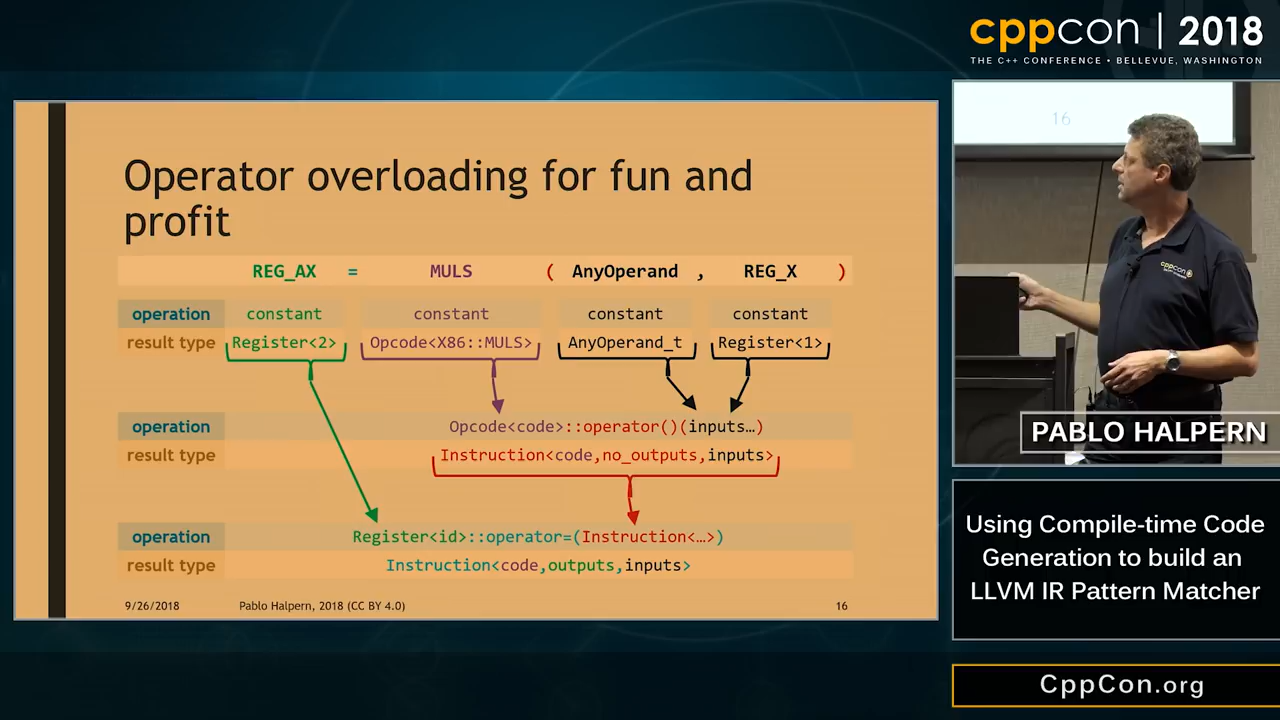 cppcon | 2018
THE C++ CONFERENCE • BELLEVUE, WASHINGTON
16
cppcon
Operator overloading for fun and
profit
REG_AX = MULS ( AnyOperand , REG_X )
operation constant constant constant constant
result type Register<2> Opcode<X86::MULS> AnyOperand_t Register<1>
operation Opcode<code>::operator()(inputs…)
result type Instruction<code,no_outputs,inputs>
operation Register<id>::operator=(Instruction<…>)
result type Instruction<code,outputs,inputs>
9/26/2018 Pablo Halpern, 2018 (CC BY 4.0) 16
PABLO HALPERN
Using Compile-time Code
Generation to build an
LLVM IR Pattern Matcher
CppCon.org